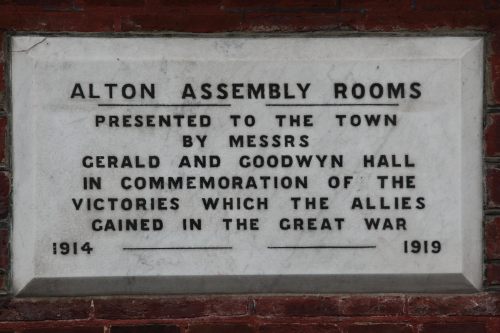 ALTON ASSEMBLY ROOMS
PRESENTED TO THE TOWN
BY MESSRS
GERALD AND GOODWYN HALL
IN COMMEMORATION OF THE
VICTORIES WHICH THE ALLIES
GAINED IN THE GREAT WAR
1914 1919